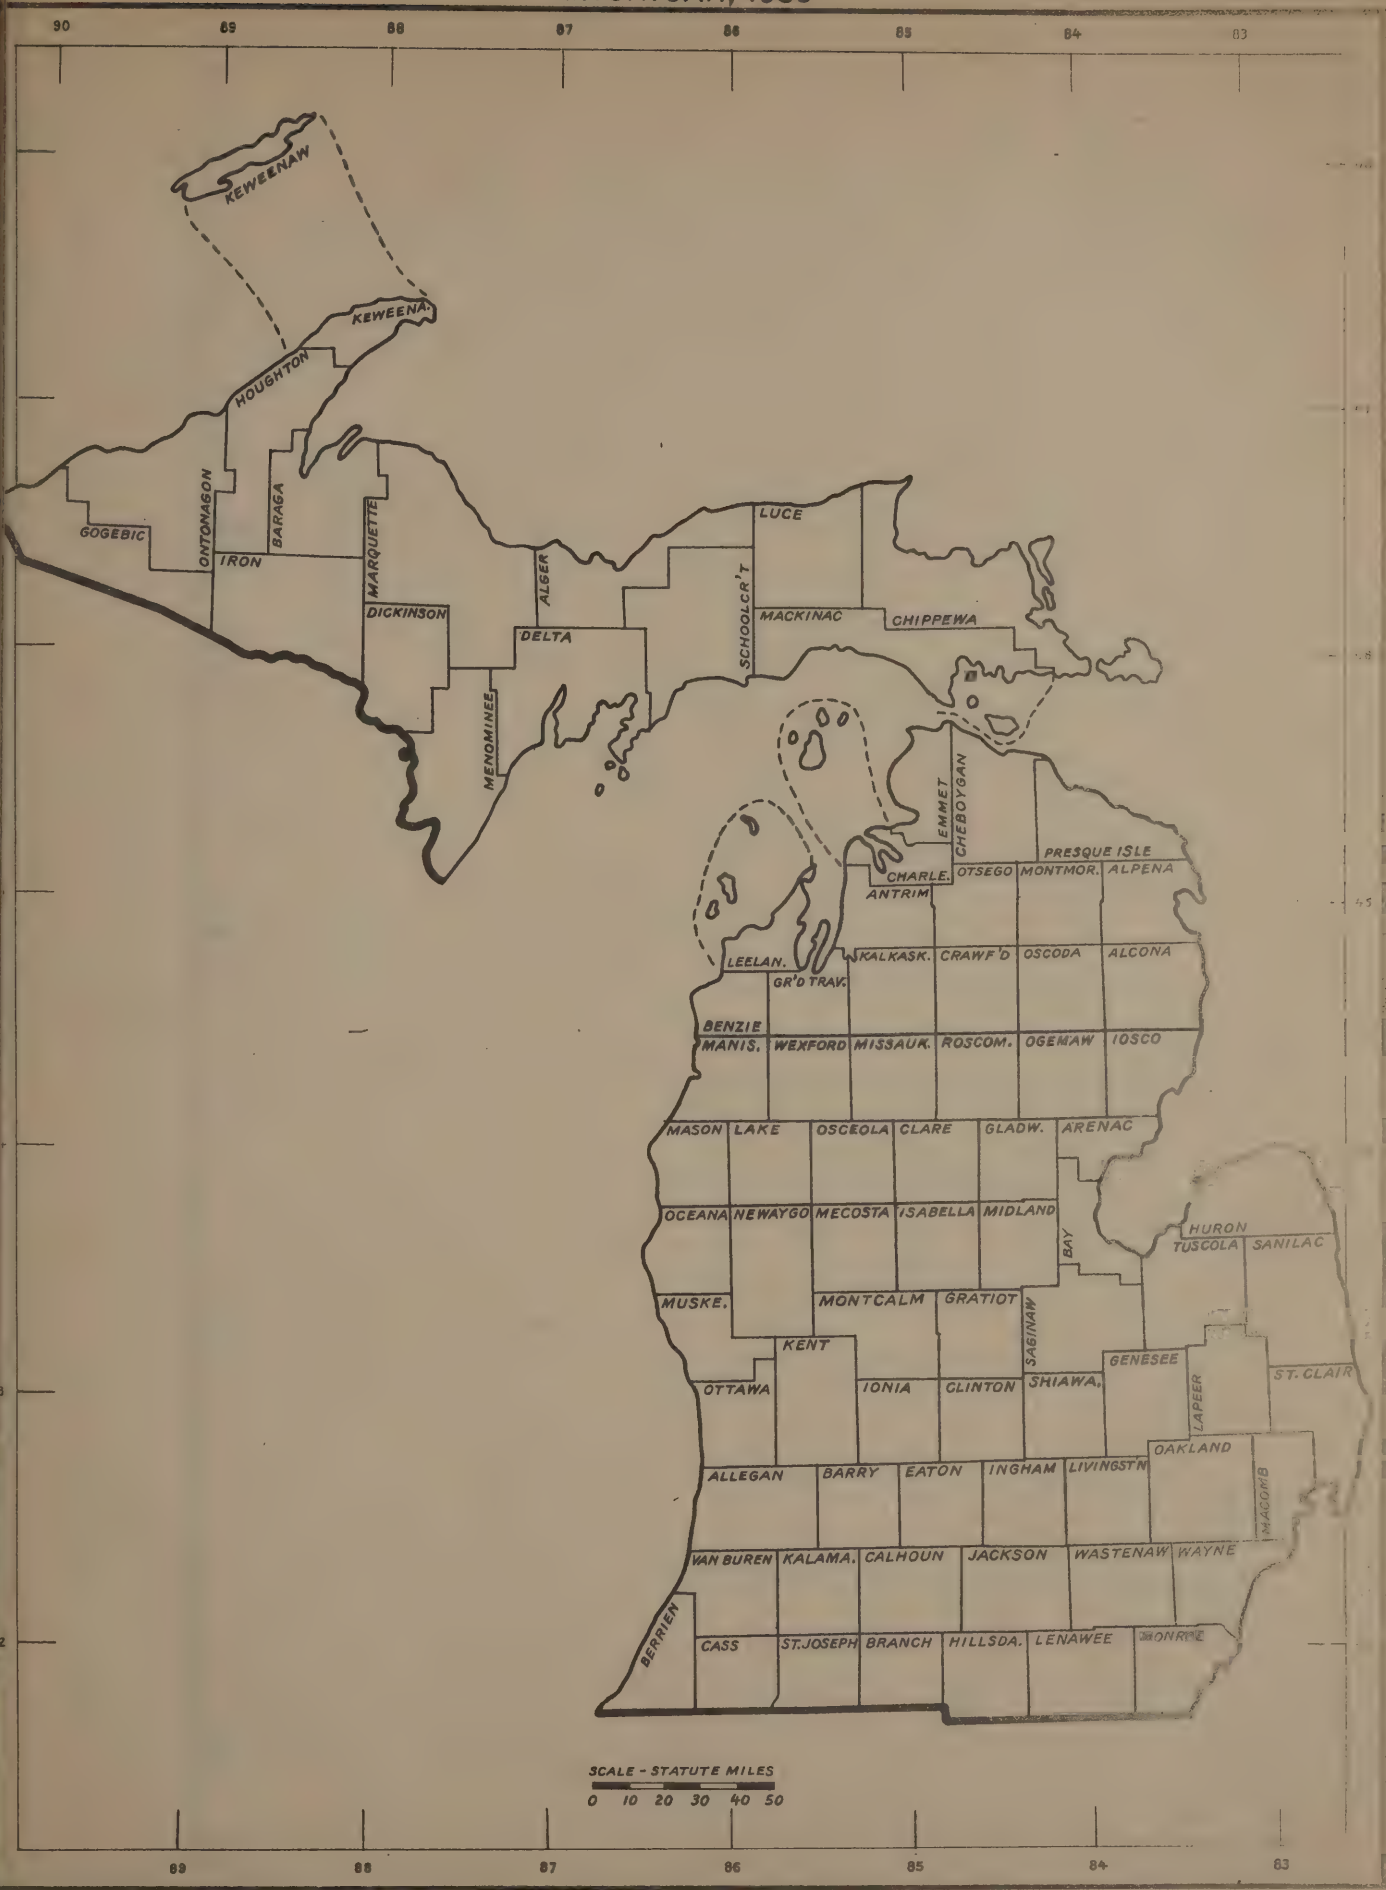 90 89 88 87 86 85 84 83
KEWEENAW
KEWEENA.
HOUGHTON
ONTONAGON
BARAGA
GOGEBIC
IRON
MARQUETTE
DICKINSON
ALGER
DELTA
MENOMINEE
SCHOOLCR'T
LUCE
MACKINAC
CHIPPEWA
EMMET
CHEBOYGAN
PRESQUE ISLE
CHARLE.
OTSEGO MONTMOR. ALPENA
ANTRIM
45
LEELAN.
KALKASK. CRAWF'D OSCODA ALCONA
GR'D TRAV.
BENZIE
MANIS. WEXFORD MISSAUK. ROSCOM. OGEMAW IOSCO
MASON LAKE OSCEOLA CLARE GLADW. ARENAC
OCEANA NEWAYGO MECOSTA ISABELLA MIDLAND
BAY
HURON
TUSCOLA SANILAC
MUSKE. MONTCALM GRATIOT
SAGINAW
KENT
GENESEE
OTTAWA IONIA CLINTON SHIAWA.
LAPEER
ST. CLAIR
OAKLAND
MACOMB
ALLEGAN BARRY EATON INGHAM LIVINGST'N
VAN BUREN KALAMA. CALHOUN JACKSON WASTENAW WAYNE
BERRIEN
CASS ST.JOSEPH BRANCH HILLSDA. LENAWEE
SCALE - STATUTE MILES
0 10 20 30 40 50
89 88 87 86 85 84 83